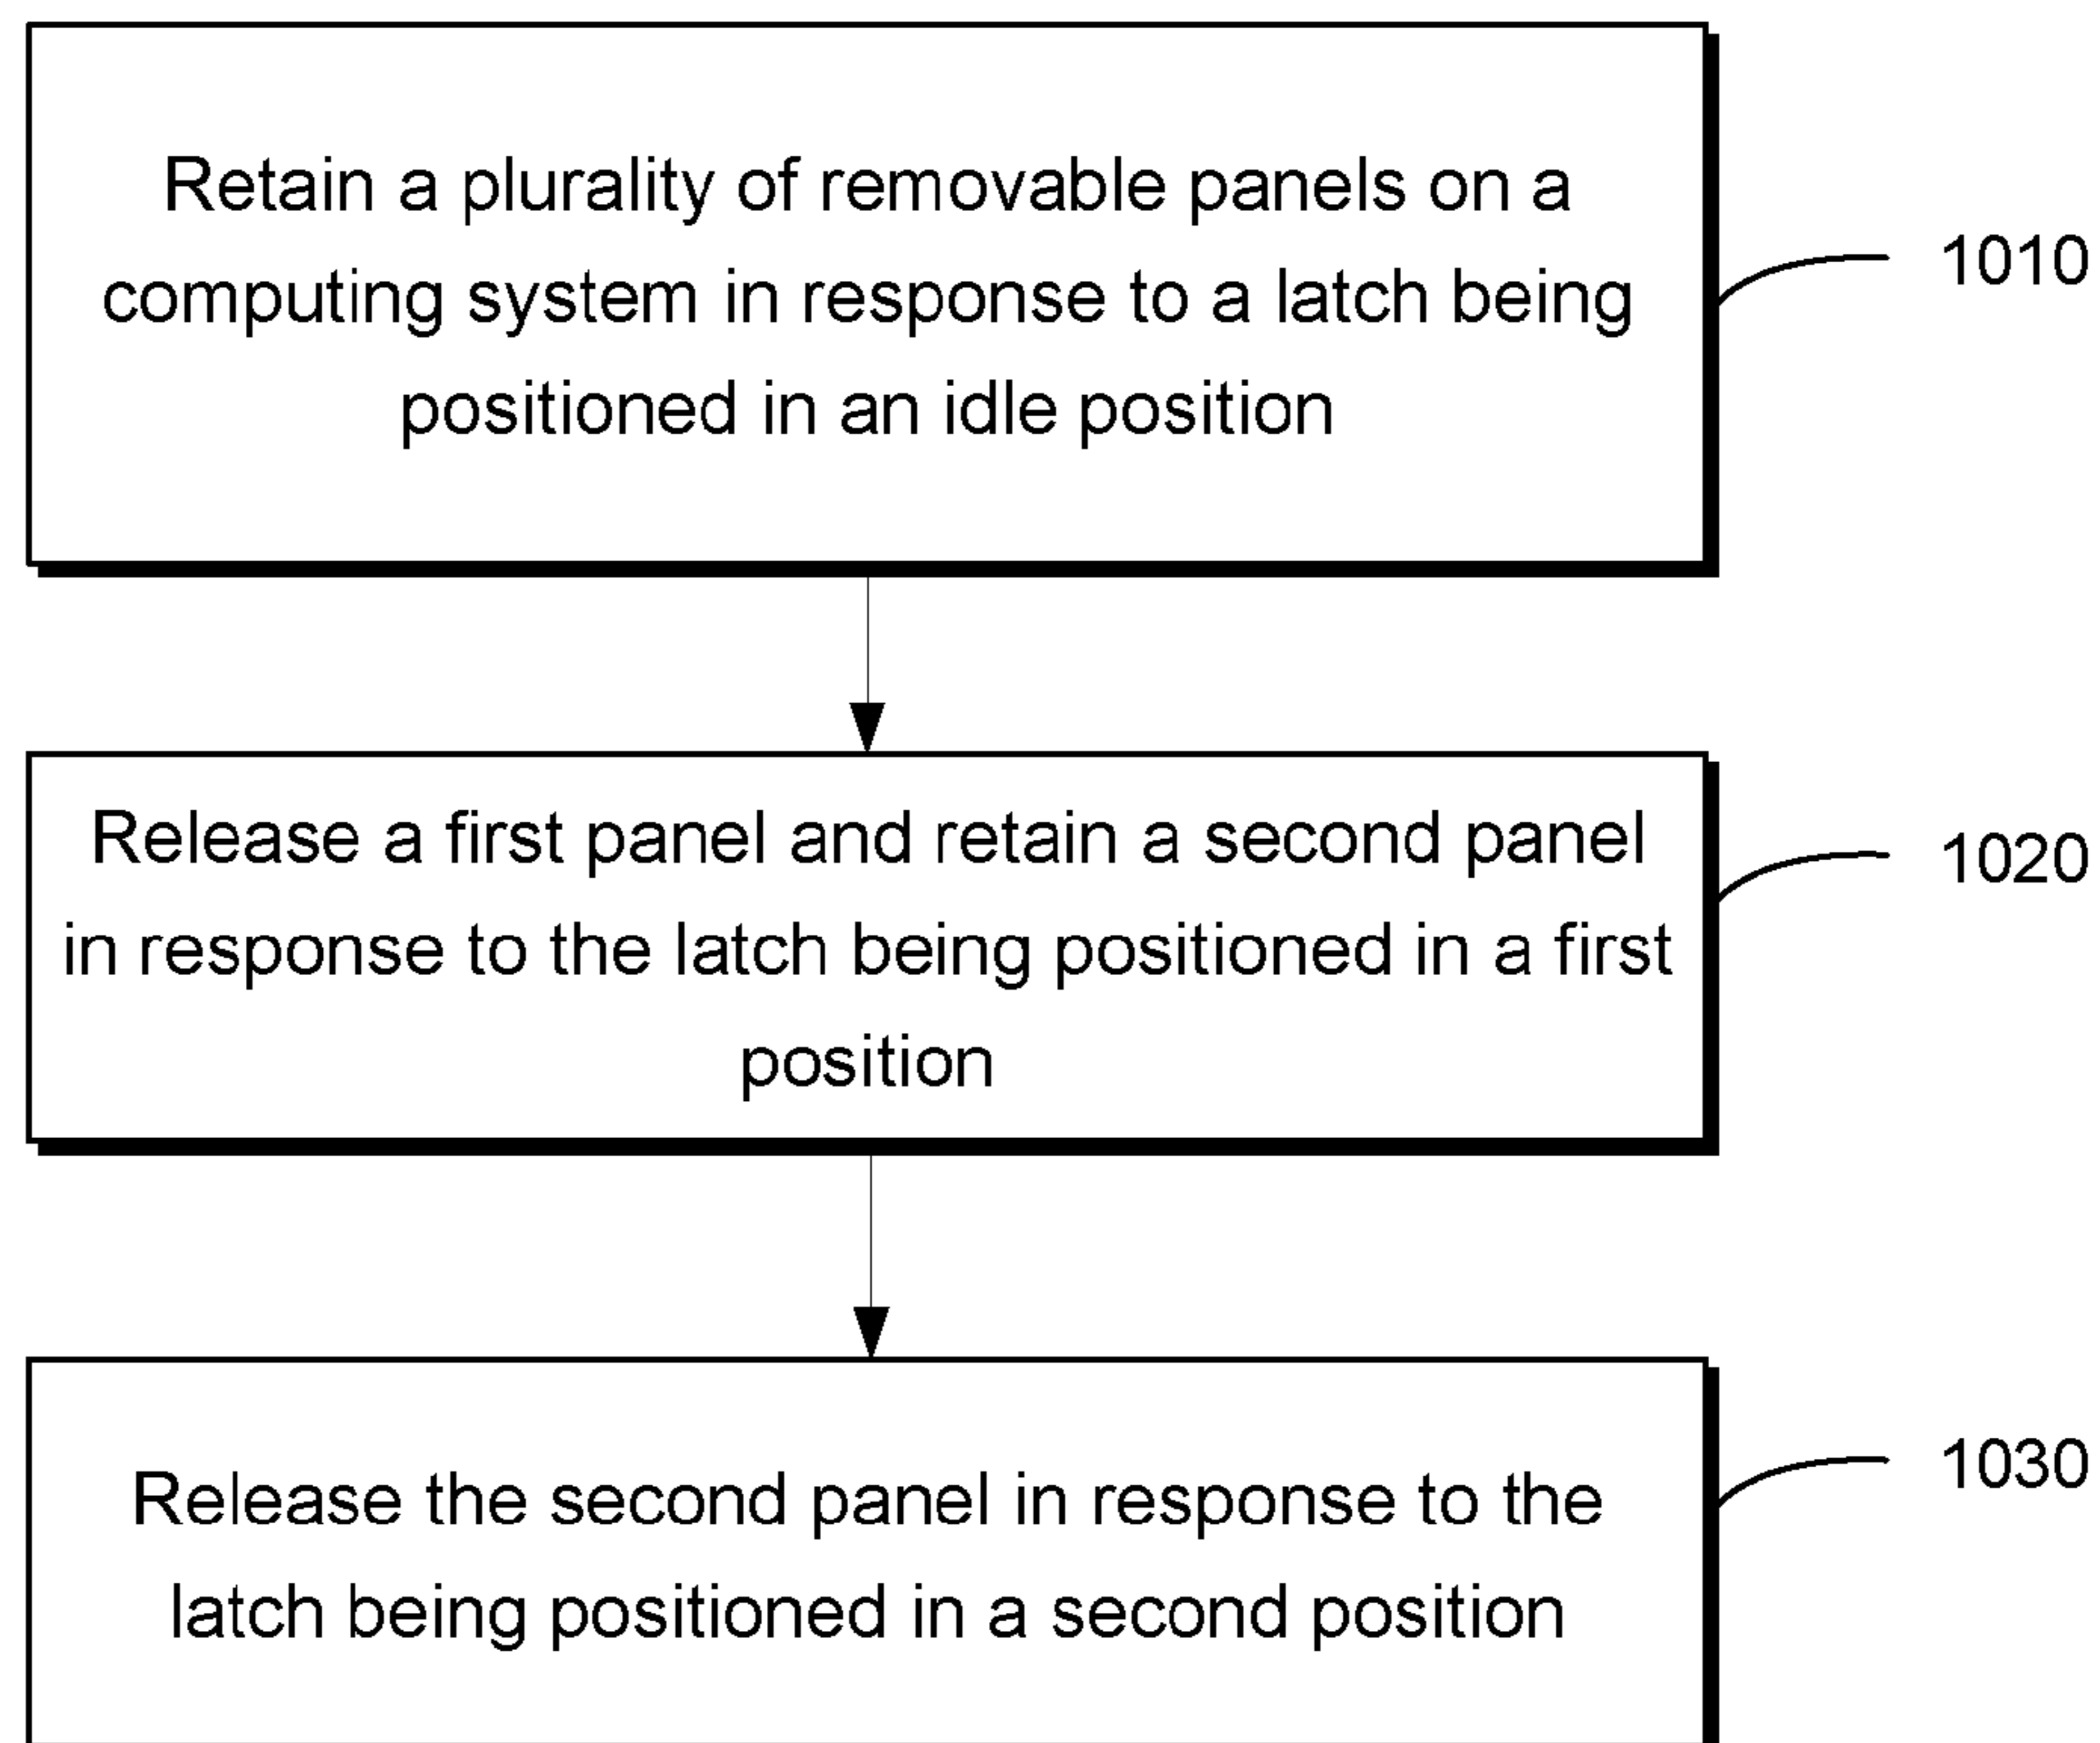 Retain a plurality of removable panels on a
computing system in response to a latch being
positioned in an idle position
1010
Release a first panel and retain a second panel
in response to the latch being positioned in a first
position
1020
Release the second panel in response to the
latch being positioned in a second position
1030